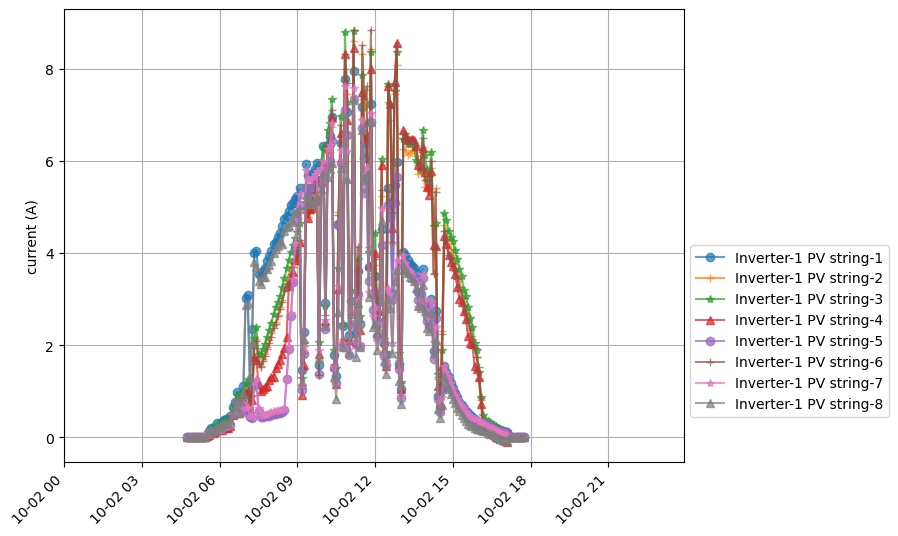 current (A)
8
6
4
2
0
10-02 00
10-02 03
10-02 06
10-02 09
10-02 12
10-02 15
10-02 18
10-02 21
Inverter-1 PV string-1
Inverter-1 PV string-2
Inverter-1 PV string-3
Inverter-1 PV string-4
Inverter-1 PV string-5
Inverter-1 PV string-6
Inverter-1 PV string-7
Inverter-1 PV string-8